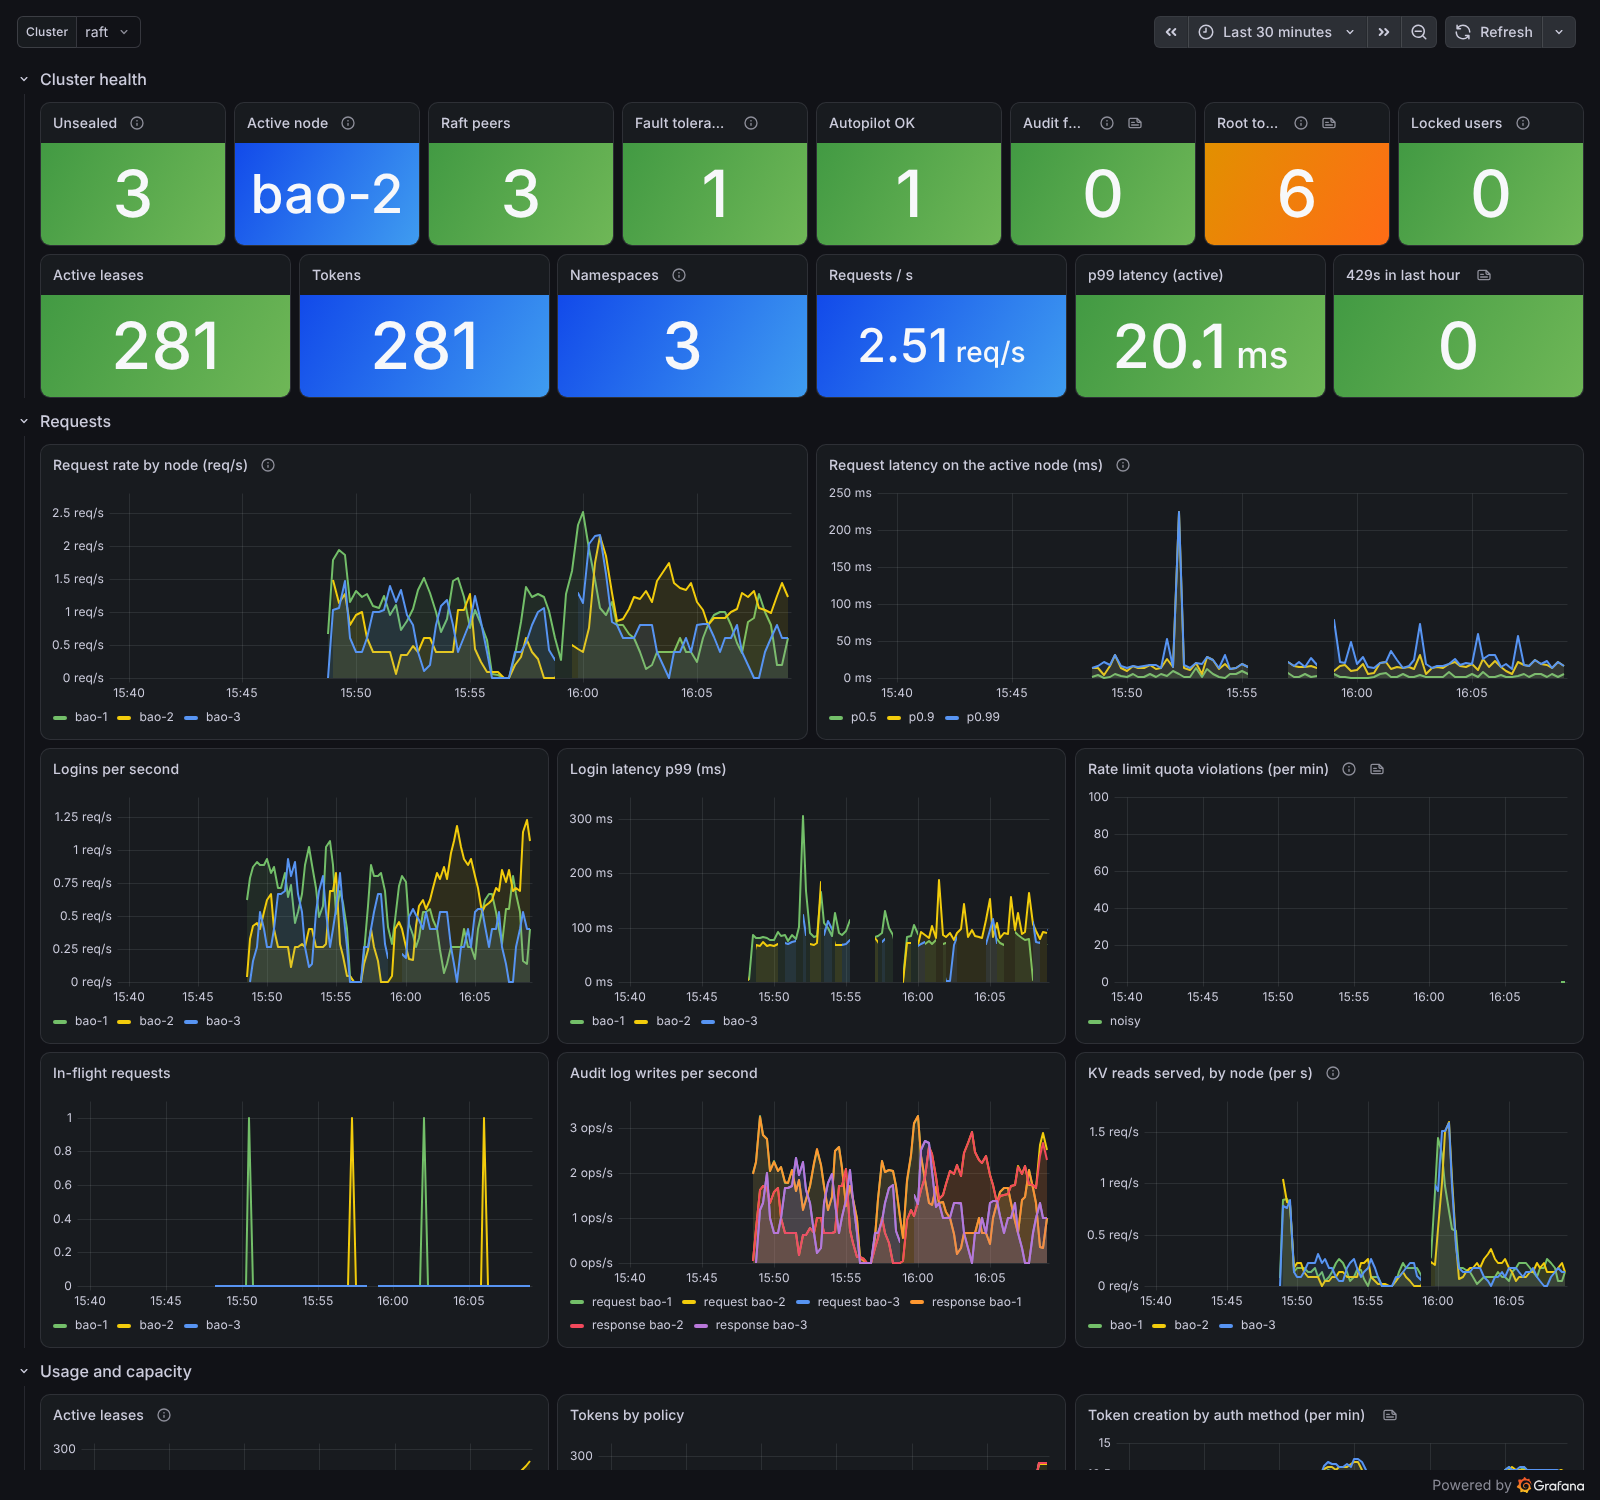 Cluster raft Last 30 minutes Refresh
Cluster health
Unsealed Active node Raft peers Fault tolera... Autopilot OK Audit f... Root to... Locked users
3 bao-2 3 1 1 0 6 0
Active leases Tokens Namespaces Requests / s p99 latency (active) 429s in last hour
281 281 3 2.51 req/s 20.1 ms 0
Requests
Request rate by node (req/s)
2.5 req/s
2 req/s
1.5 req/s
1 req/s
0.5 req/s
0 req/s
15:40 15:45 15:50 15:55 16:00 16:05
bao-1 bao-2 bao-3
Request latency on the active node (ms)
250 ms
200 ms
150 ms
100 ms
50 ms
0 ms
15:40 15:45 15:50 15:55 16:00 16:05
p0.5 p0.9 p0.99
Logins per second
1.25 req/s
1 req/s
0.75 req/s
0.5 req/s
0.25 req/s
0 req/s
15:40 15:45 15:50 15:55 16:00 16:05
bao-1 bao-2 bao-3
Login latency p99 (ms)
300 ms
200 ms
100 ms
0 ms
15:40 15:45 15:50 15:55 16:00 16:05
bao-1 bao-2 bao-3
Rate limit quota violations (per min)
100
80
60
40
20
0
15:40 15:45 15:50 15:55 16:00 16:05
noisy
In-flight requests
1
0.8
0.6
0.4
0.2
0
15:40 15:45 15:50 15:55 16:00 16:05
bao-1 bao-2 bao-3
Audit log writes per second
3 ops/s
2 ops/s
1 ops/s
0 ops/s
15:40 15:45 15:50 15:55 16:00 16:05
request bao-1 request bao-2 request bao-3 response bao-1
response bao-2 response bao-3
KV reads served, by node (per s)
1.5 req/s
1 req/s
0.5 req/s
0 req/s
15:40 15:45 15:50 15:55 16:00 16:05
bao-1 bao-2 bao-3
Usage and capacity
Active leases
300
Tokens by policy
300
Token creation by auth method (per min)
15
Powered by Grafana